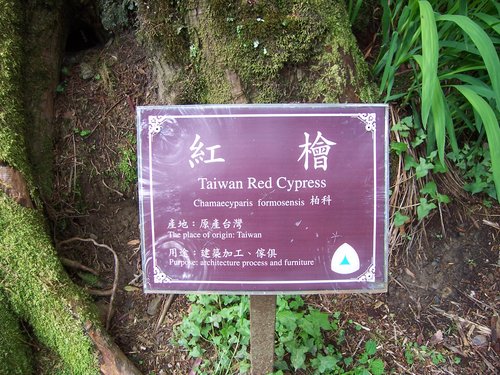 紅檜
Taiwan Red Cypress
Chamaecyparis formosensis 柏科
產地：原產台灣
The place of origin: Taiwan
用途：建築加工、傢俱
Purpose: architecture process and furniture